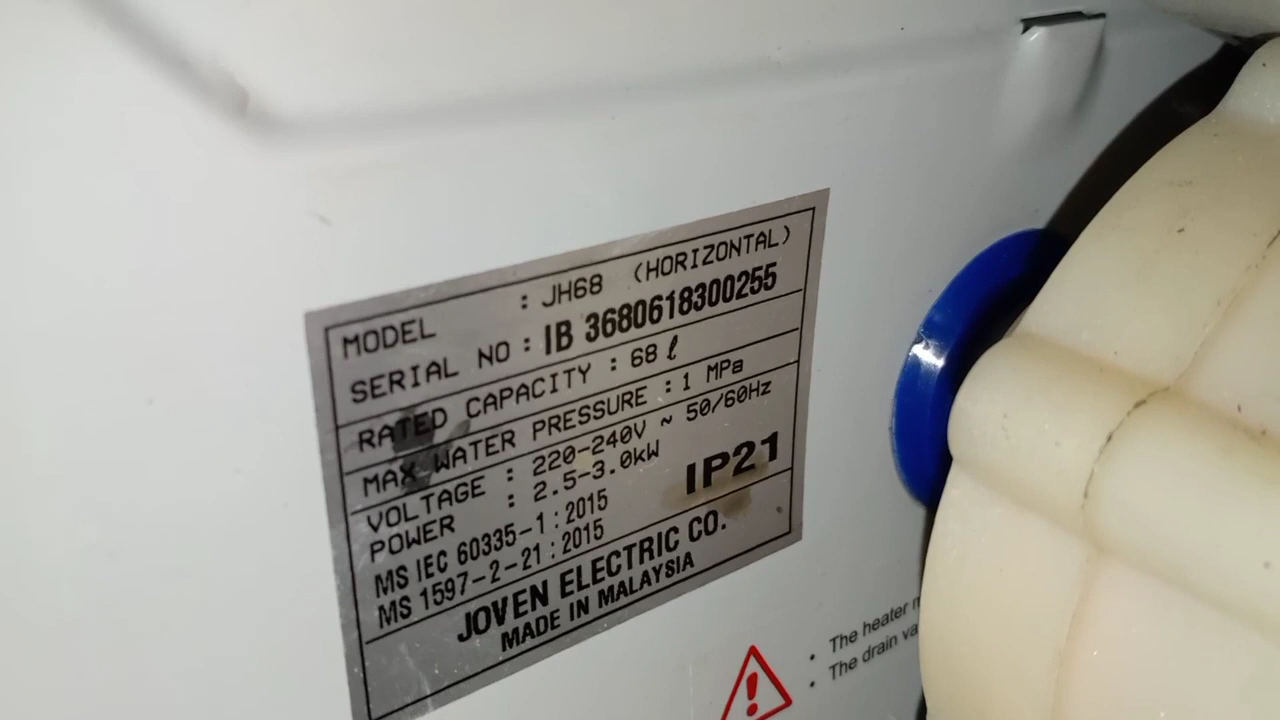 MODEL : JH68 (HORIZONTAL)
SERIAL NO : IB 3680618300255
RATED CAPACITY : 68 ℓ
MAX WATER PRESSURE : 1 MPa
VOLTAGE : 220-240V ~ 50/60Hz
POWER : 2.5-3.0kW
IP21
MS IEC 60335-1 : 2015
MS 1597-2-21 : 2015
JOVEN ELECTRIC CO.
MADE IN MALAYSIA
• The heater
• The drain